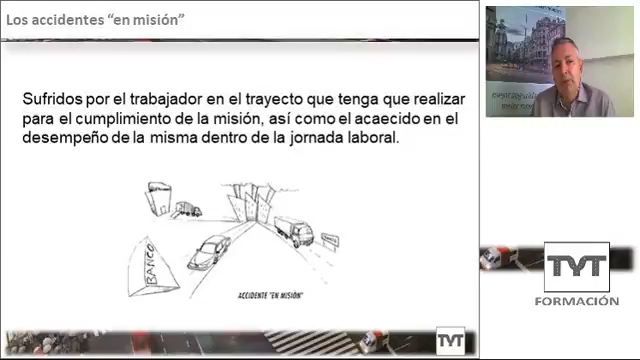 Los accidentes “en misión”
Sufridos por el trabajador en el trayecto que tenga que realizar
para el cumplimiento de la misión, así como el acaecido en el
desempeño de la misma dentro de la jornada laboral.
BANCO
ACCIDENTE "EN MISIÓN"
TYT
TYT
FORMACIÓN